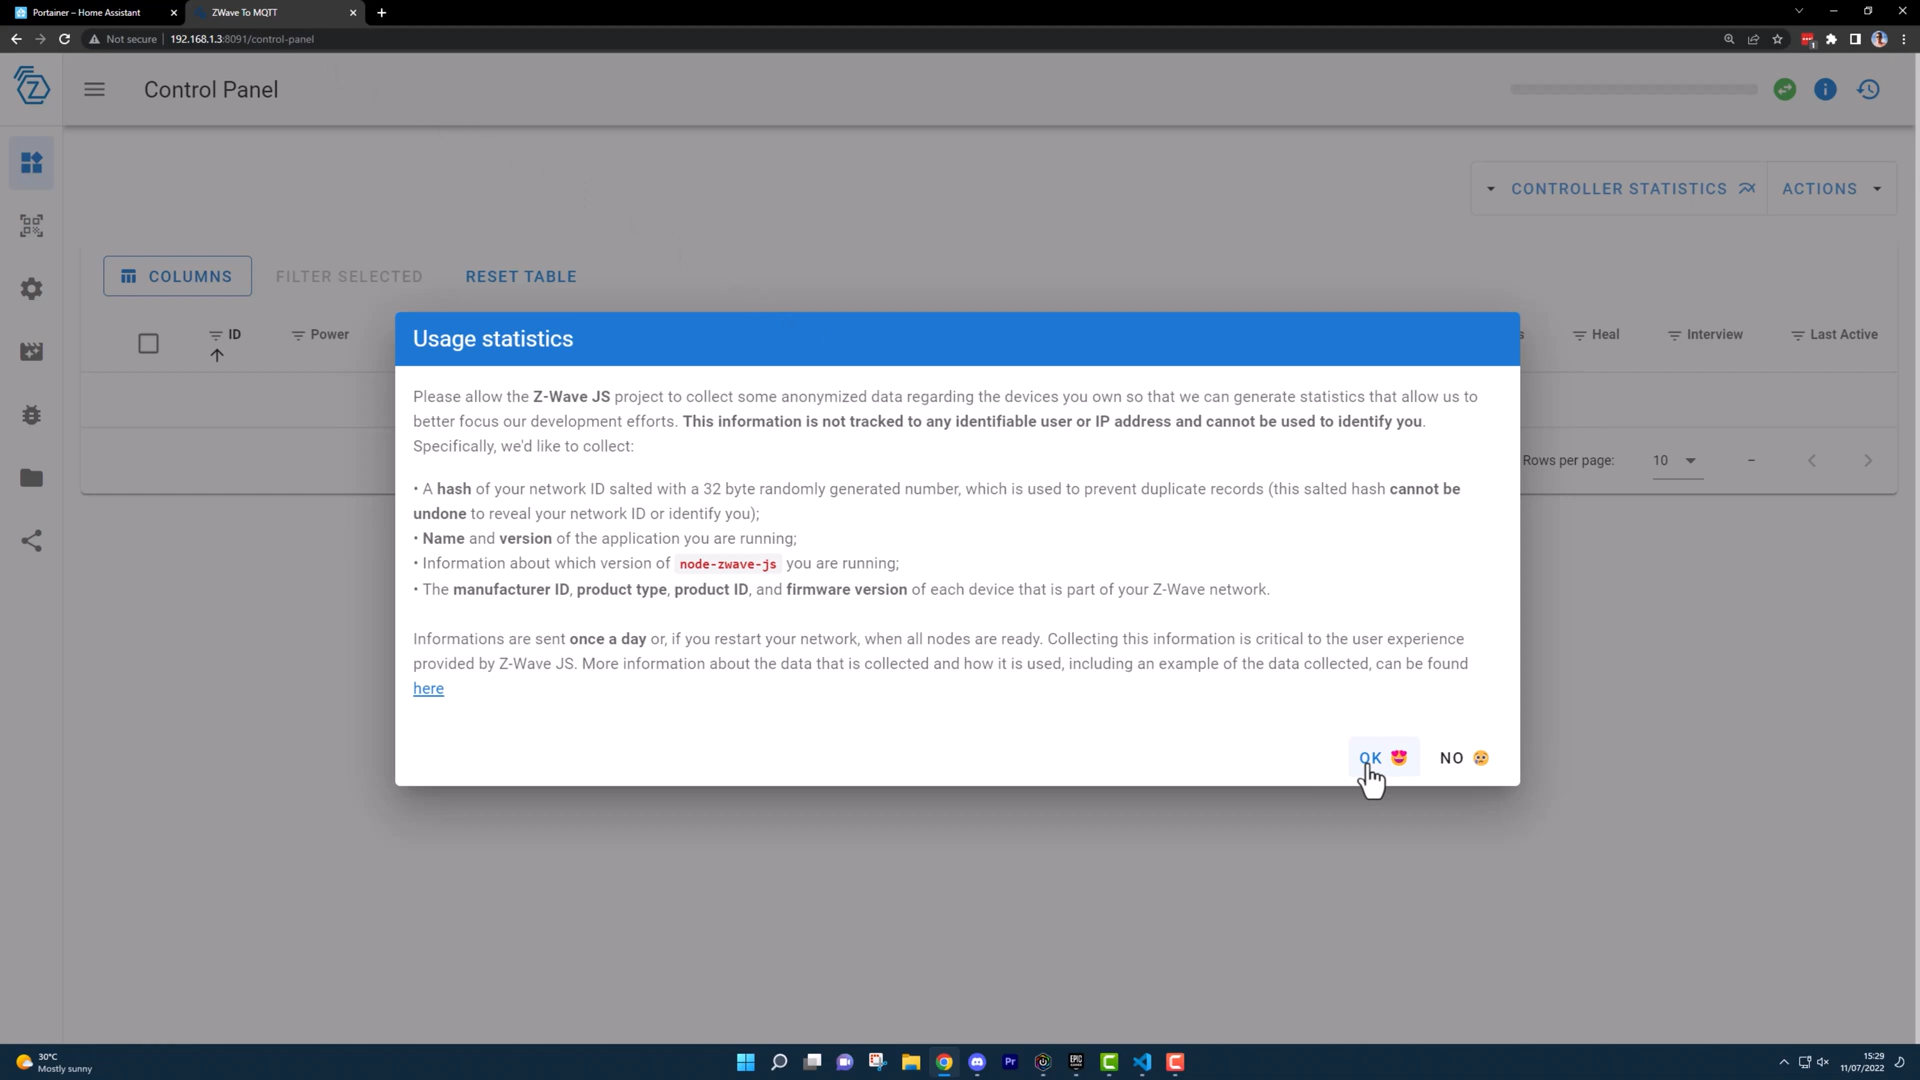 Portainer – Home Assistant
ZWave To MQTT
Not secure
192.168.1.3:8091/control-panel
Control Panel
CONTROLLER STATISTICS
ACTIONS
COLUMNS
FILTER SELECTED
RESET TABLE
ID
Power
s
Heal
Interview
Last Active
Rows per page:
10
–
Usage statistics
Please allow the Z-Wave JS project to collect some anonymized data regarding the devices you own so that we can generate statistics that allow us to
better focus our development efforts. This information is not tracked to any identifiable user or IP address and cannot be used to identify you.
Specifically, we'd like to collect:
• A hash of your network ID salted with a 32 byte randomly generated number, which is used to prevent duplicate records (this salted hash cannot be
undone to reveal your network ID or identify you);
• Name and version of the application you are running;
• Information about which version of node-zwave-js you are running;
• The manufacturer ID, product type, product ID, and firmware version of each device that is part of your Z-Wave network.
Informations are sent once a day or, if you restart your network, when all nodes are ready. Collecting this information is critical to the user experience
provided by Z-Wave JS. More information about the data that is collected and how it is used, including an example of the data collected, can be found
here
OK 😍
NO 😢
30°C
Mostly sunny
Pr
EPIC
15:29
11/07/2022